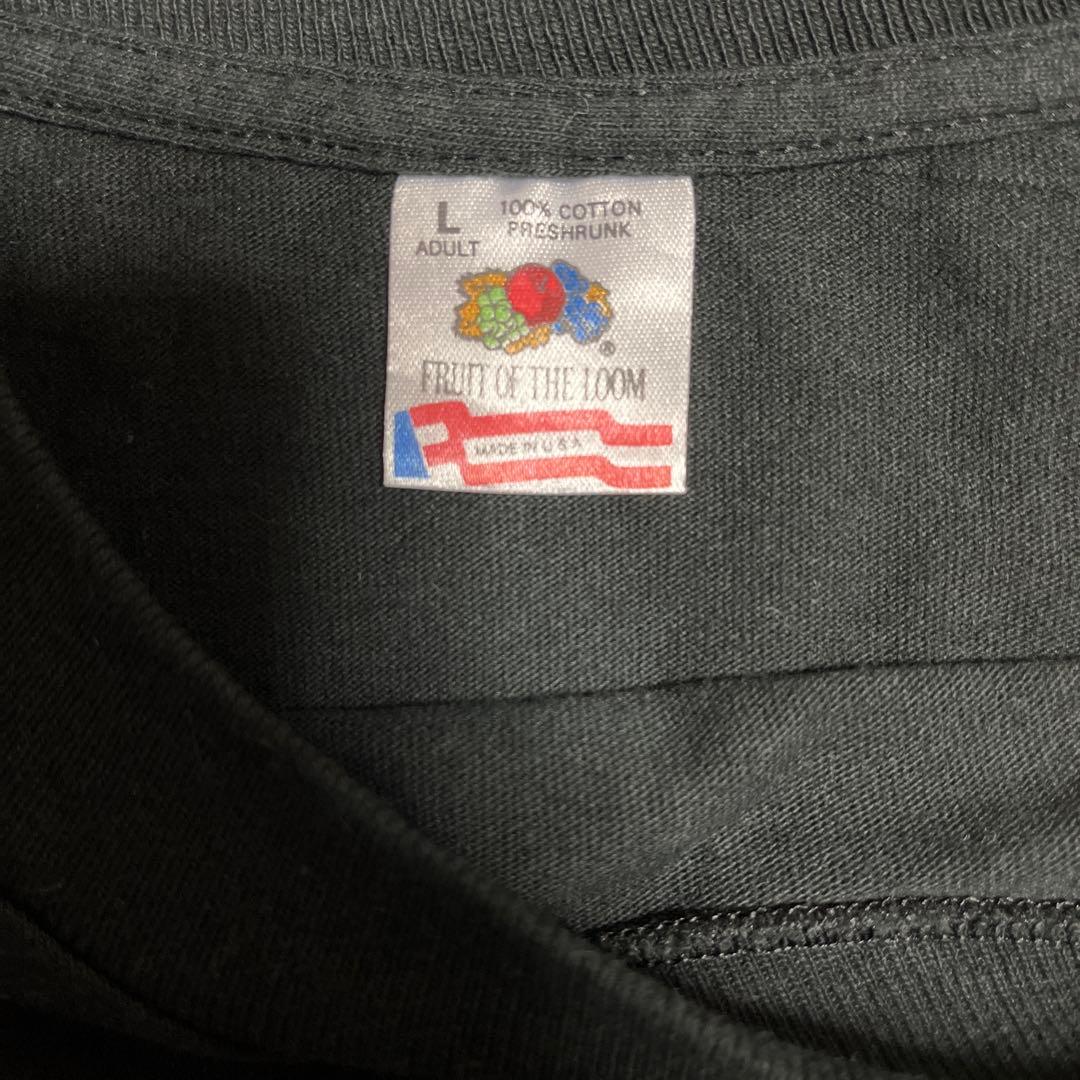 L
ADULT
100% COTTON
PRESHRUNK
®
FRUIT OF THE LOOM
MADE IN U S A